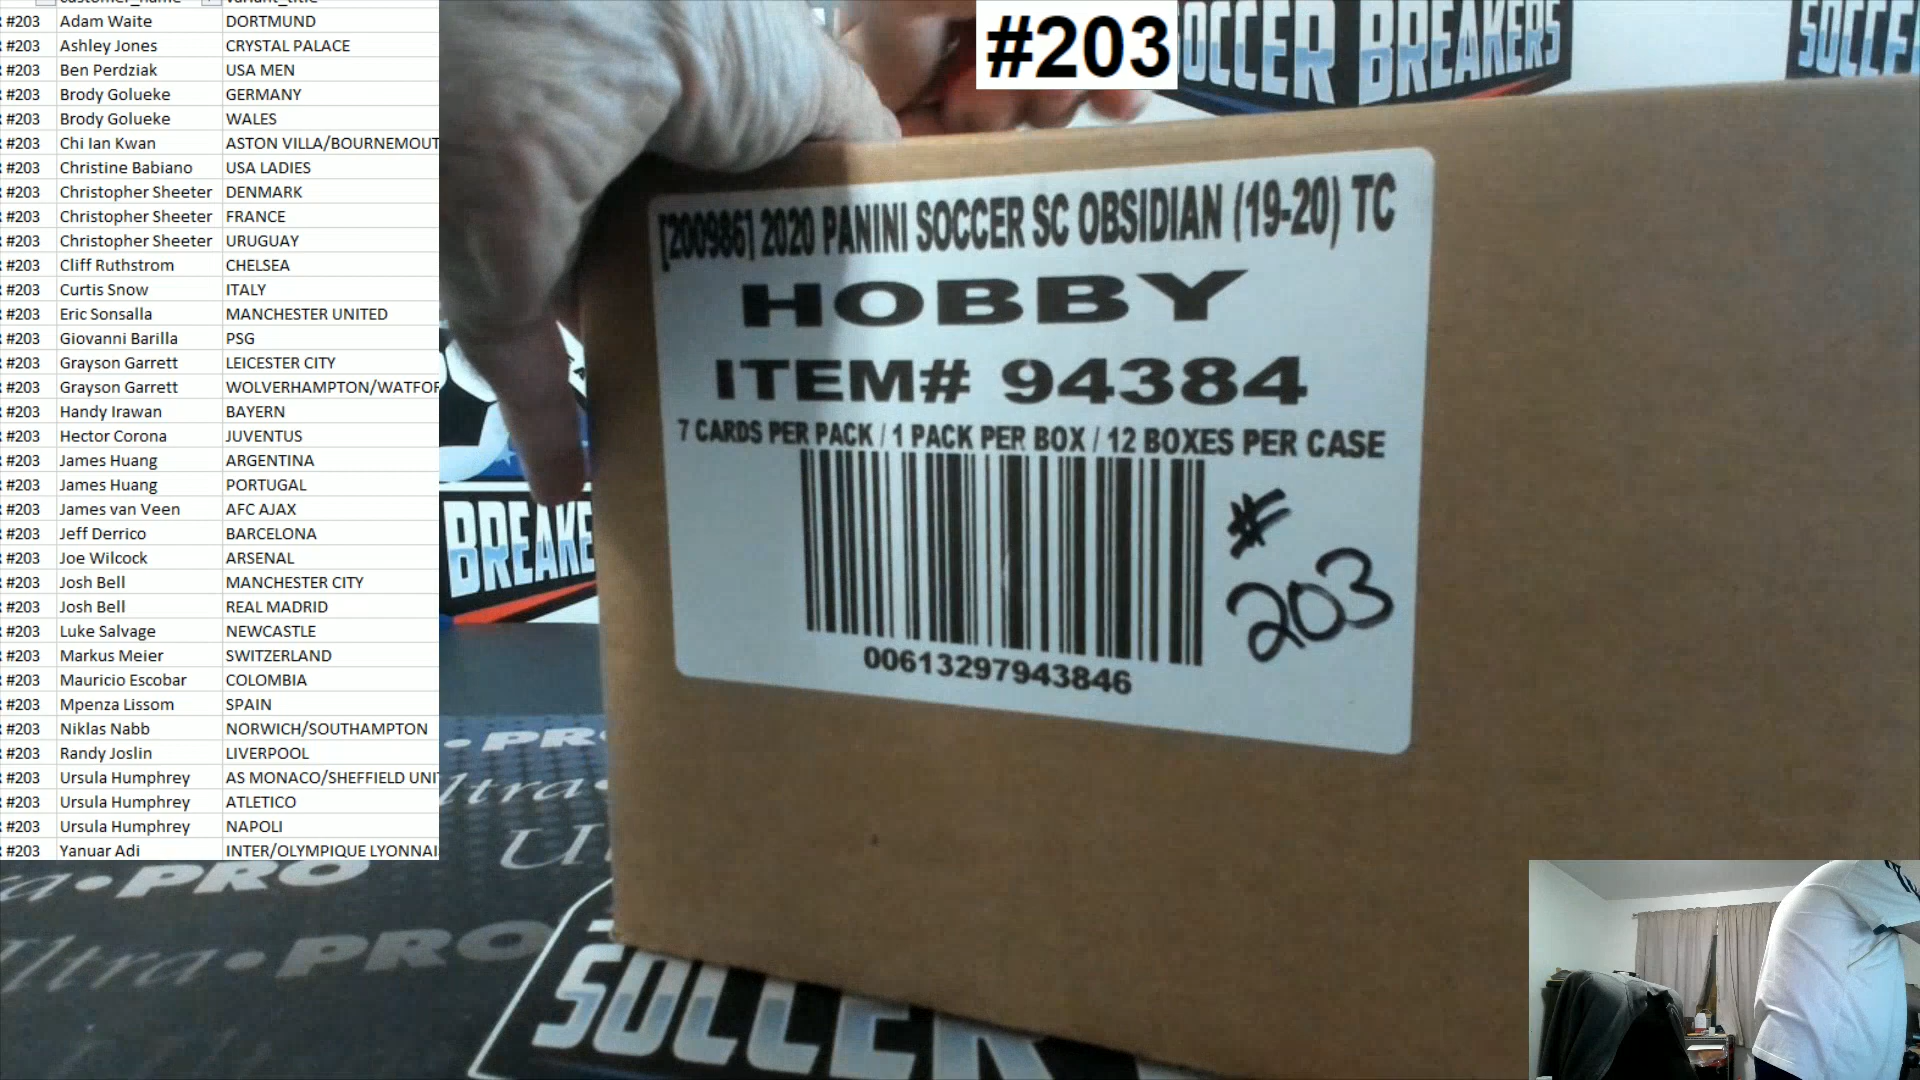 customer_name variant_title
#203 Adam Waite DORTMUND
#203 Ashley Jones CRYSTAL PALACE
#203 Ben Perdziak USA MEN
#203 Brody Golueke GERMANY
#203 Brody Golueke WALES
#203 Chi Ian Kwan ASTON VILLA/BOURNEMOUT
#203 Christine Babiano USA LADIES
#203 Christopher Sheeter DENMARK
#203 Christopher Sheeter FRANCE
#203 Christopher Sheeter URUGUAY
#203 Cliff Ruthstrom CHELSEA
#203 Curtis Snow ITALY
#203 Eric Sonsalla MANCHESTER UNITED
#203 Giovanni Barilla PSG
#203 Grayson Garrett LEICESTER CITY
#203 Grayson Garrett WOLVERHAMPTON/WATFOR
#203 Handy Irawan BAYERN
#203 Hector Corona JUVENTUS
#203 James Huang ARGENTINA
#203 James Huang PORTUGAL
#203 James van Veen AFC AJAX
#203 Jeff Derrico BARCELONA
#203 Joe Wilcock ARSENAL
#203 Josh Bell MANCHESTER CITY
#203 Josh Bell REAL MADRID
#203 Luke Salvage NEWCASTLE
#203 Markus Meier SWITZERLAND
#203 Mauricio Escobar COLOMBIA
#203 Mpenza Lissom SPAIN
#203 Niklas Nabb NORWICH/SOUTHAMPTON
#203 Randy Joslin LIVERPOOL
#203 Ursula Humphrey AS MONACO/SHEFFIELD UNI
#203 Ursula Humphrey ATLETICO
#203 Ursula Humphrey NAPOLI
#203 Yanuar Adi INTER/OLYMPIQUE LYONNAI
#203
SOCCER BREAKERS
SOCCE
[200986] 2020 PANINI SOCCER SC OBSIDIAN (19-20) TC
HOBBY
ITEM# 94384
7 CARDS PER PACK / 1 PACK PER BOX / 12 BOXES PER CASE
#
203
00613297943846
BREAKE
PRO
ltra
PRO
ltra PRO
SOCCER